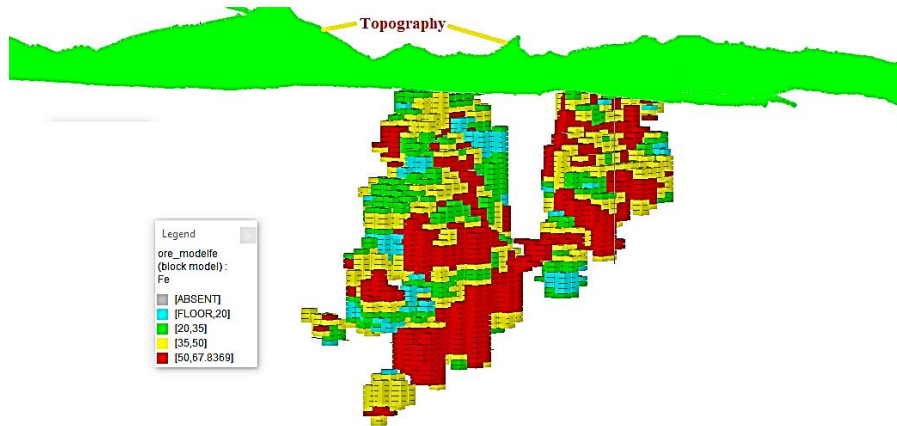 Topography
Legend
ore_modelfe
(block model) :
Fe
[ABSENT]
[FLOOR,20]
[20,35]
[35,50]
[50,67.8369]